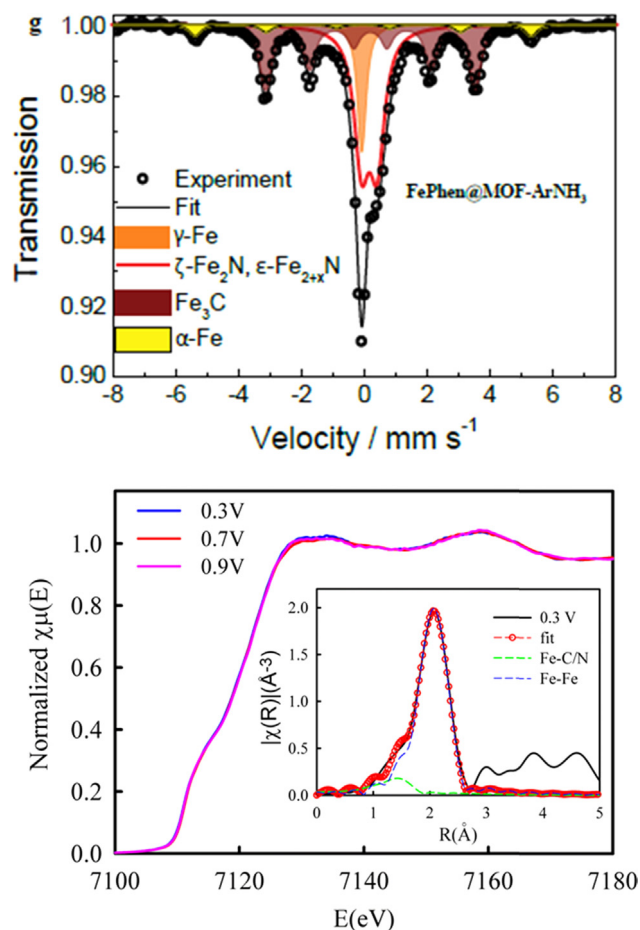 g
1.00
0.98
0.96
0.94
0.92
0.90
Transmission
Experiment
Fit
γ-Fe
ζ-Fe₂N, ε-Fe₂₊ₓN
Fe₃C
α-Fe
FePhen@MOF-ArNH₃
-8 -6 -4 -2 0 2 4 6 8
Velocity / mm s⁻¹
0.3V
0.7V
0.9V
1.0
0.8
0.6
0.4
0.2
0.0
Normalized χμ(E)
2.0
1.5
1.0
0.5
0.0
|χ(R)|(Å-3)
0.3 V
fit
Fe-C/N
Fe-Fe
0 1 2 3 4 5
R(Å)
7100 7120 7140 7160 7180
E(eV)